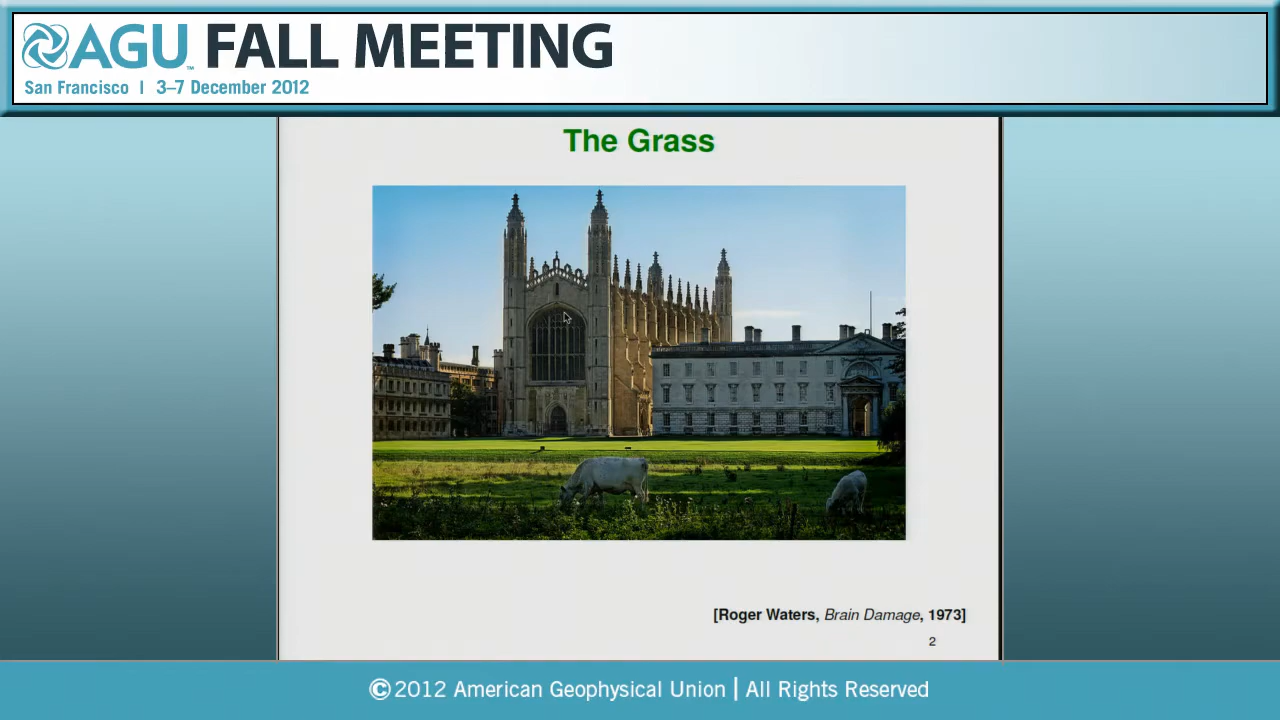 AGU™ FALL MEETING
San Francisco | 3–7 December 2012
The Grass
[Roger Waters, Brain Damage, 1973]
2
©2012 American Geophysical Union | All Rights Reserved